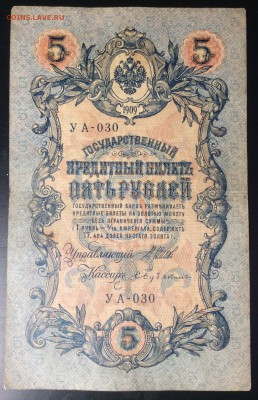 COINS.LAVE.RU
5 5
1909
УА-030
ГОСУДАРСТВЕННЫЙ
КРЕДИТНЫЙ БИЛЕТЪ
ПЯТЬ РУБЛЕЙ
ГОСУДАРСТВЕННЫЙ БАНКЪ РАЗМѢНИВАЕТЪ
КРЕДИТНЫЕ БИЛЕТЫ НА ЗОЛОТУЮ МОНЕТУ
БЕЗЪ ОГРАНИЧЕНІЯ СУММЫ
1 РУБЛЬ = 1/15 ИМПЕРІАЛА, СОДЕРЖИТЪ
17,424 ДОЛЕЙ ЧИСТАГО ЗОЛОТА
Управляющій
Кассиръ
УА-030
5